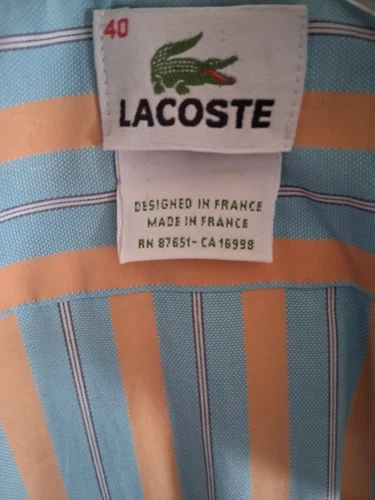 40
LACOSTE
DESIGNED IN FRANCE
MADE IN FRANCE
RN 87651- CA 16998